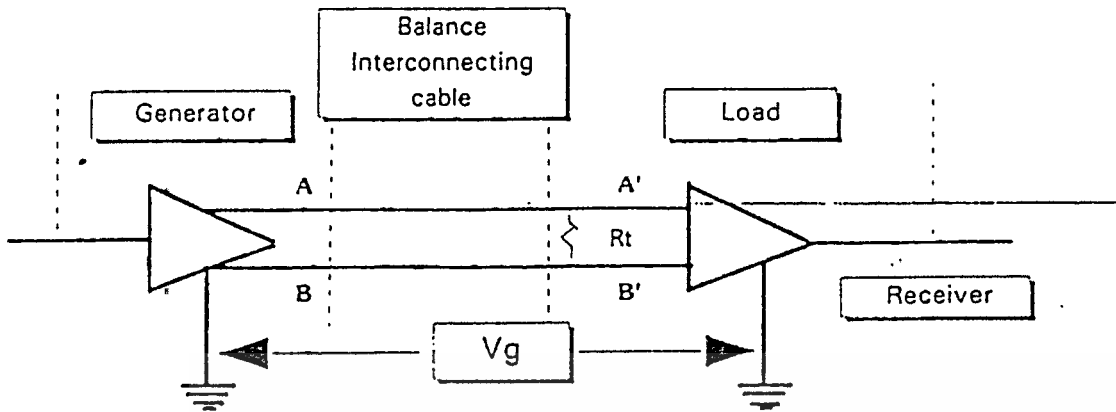 Balance
Interconnecting
cable
Generator
Load
A
A'
Rt
B
B'
Receiver
Vg